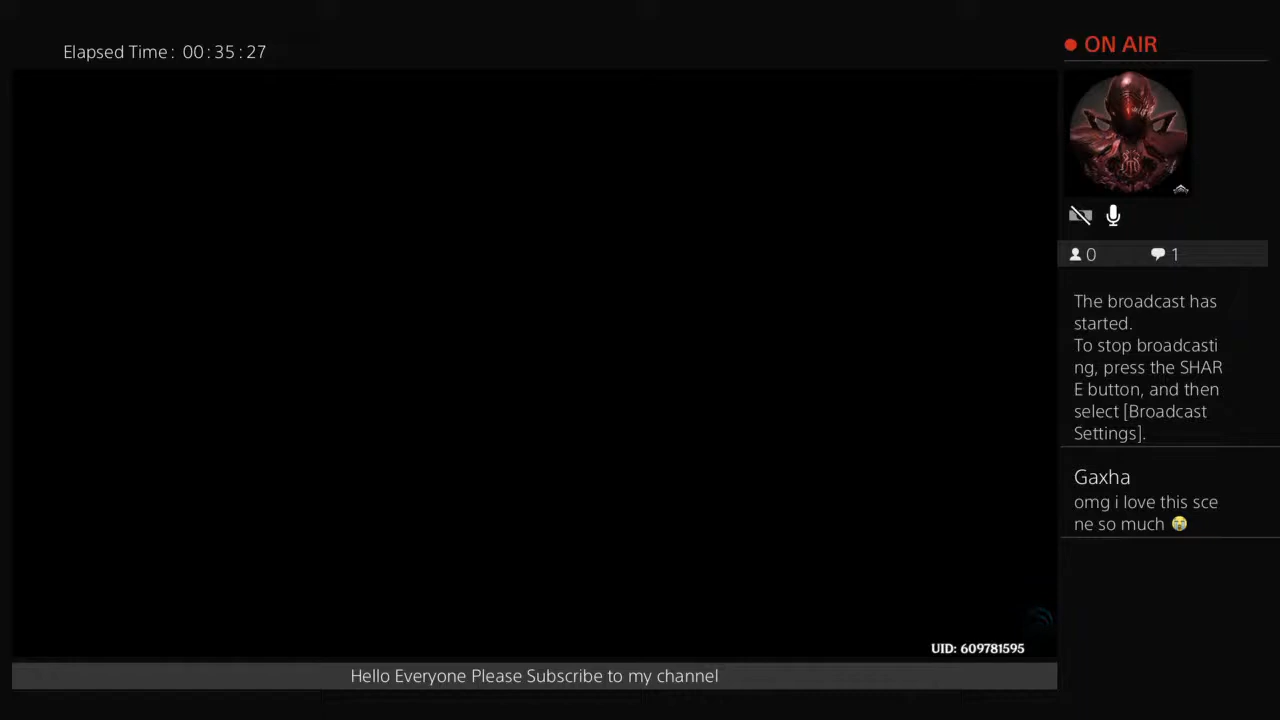 Elapsed Time: 00:35:27
ON AIR
0 1
The broadcast has
started.
To stop broadcasti
ng, press the SHAR
E button, and then
select [Broadcast
Settings].
Gaxha
omg i love this sce
ne so much 😭
UID: 609781595
Hello Everyone Please Subscribe to my channel